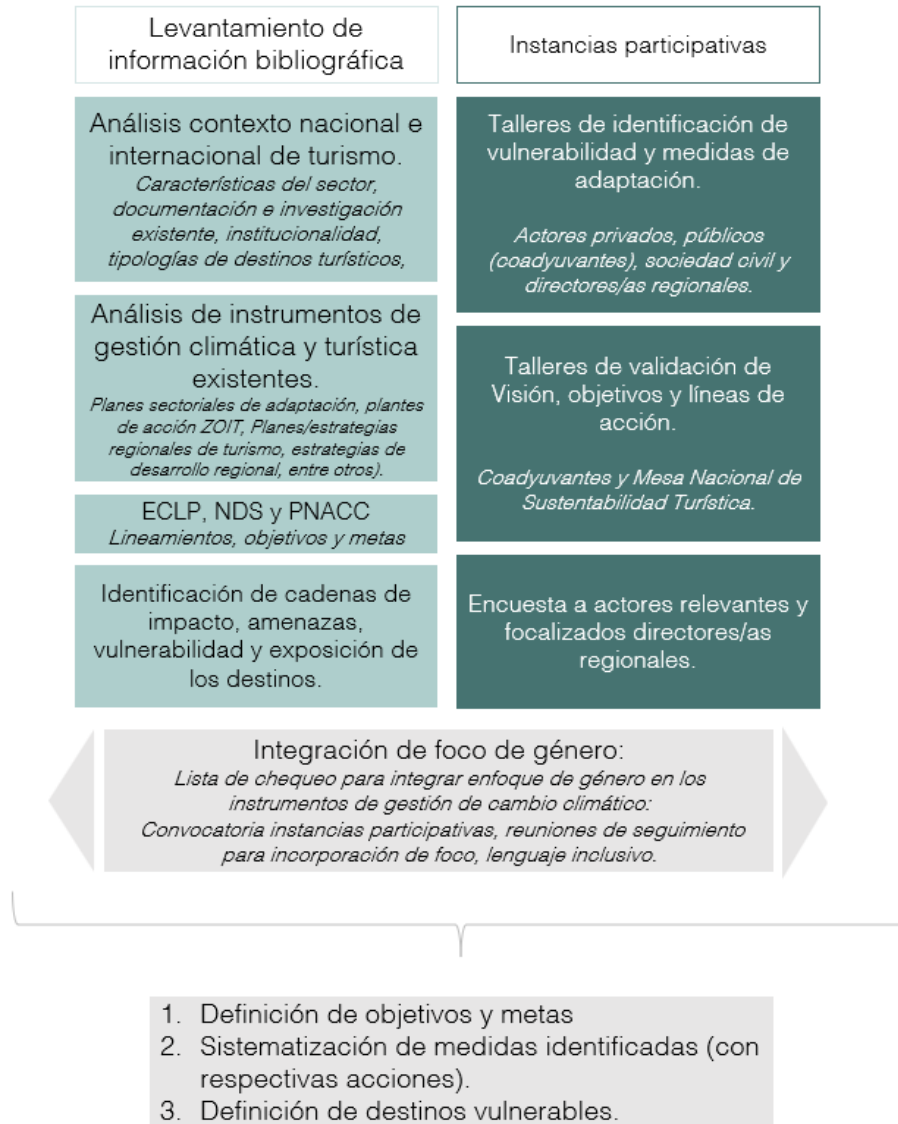 Levantamiento de
información bibliográfica
Análisis contexto nacional e
internacional de turismo.
Características del sector,
documentación e investigación
existente, institucionalidad,
tipologías de destinos turísticos,
Análisis de instrumentos de
gestión climática y turística
existentes.
Planes sectoriales de adaptación, plantes
de acción ZOIT, Planes/estrategias
regionales de turismo, estrategias de
desarrollo regional, entre otros).
ECLP, NDS y PNACC
Lineamientos, objetivos y metas
Identificación de cadenas de
impacto, amenazas,
vulnerabilidad y exposición de
los destinos.
Instancias participativas
Talleres de identificación de
vulnerabilidad y medidas de
adaptación.
Actores privados, públicos
(coadyuvantes), sociedad civil y
directores/as regionales.
Talleres de validación de
Visión, objetivos y líneas de
acción.
Coadyuvantes y Mesa Nacional de
Sustentabilidad Turística.
Encuesta a actores relevantes y
focalizados directores/as
regionales.
Integración de foco de género:
Lista de chequeo para integrar enfoque de género en los
instrumentos de gestión de cambio climático:
Convocatoria instancias participativas, reuniones de seguimiento
para incorporación de foco, lenguaje inclusivo.
1. Definición de objetivos y metas
2. Sistematización de medidas identificadas (con
respectivas acciones).
3. Definición de destinos vulnerables.